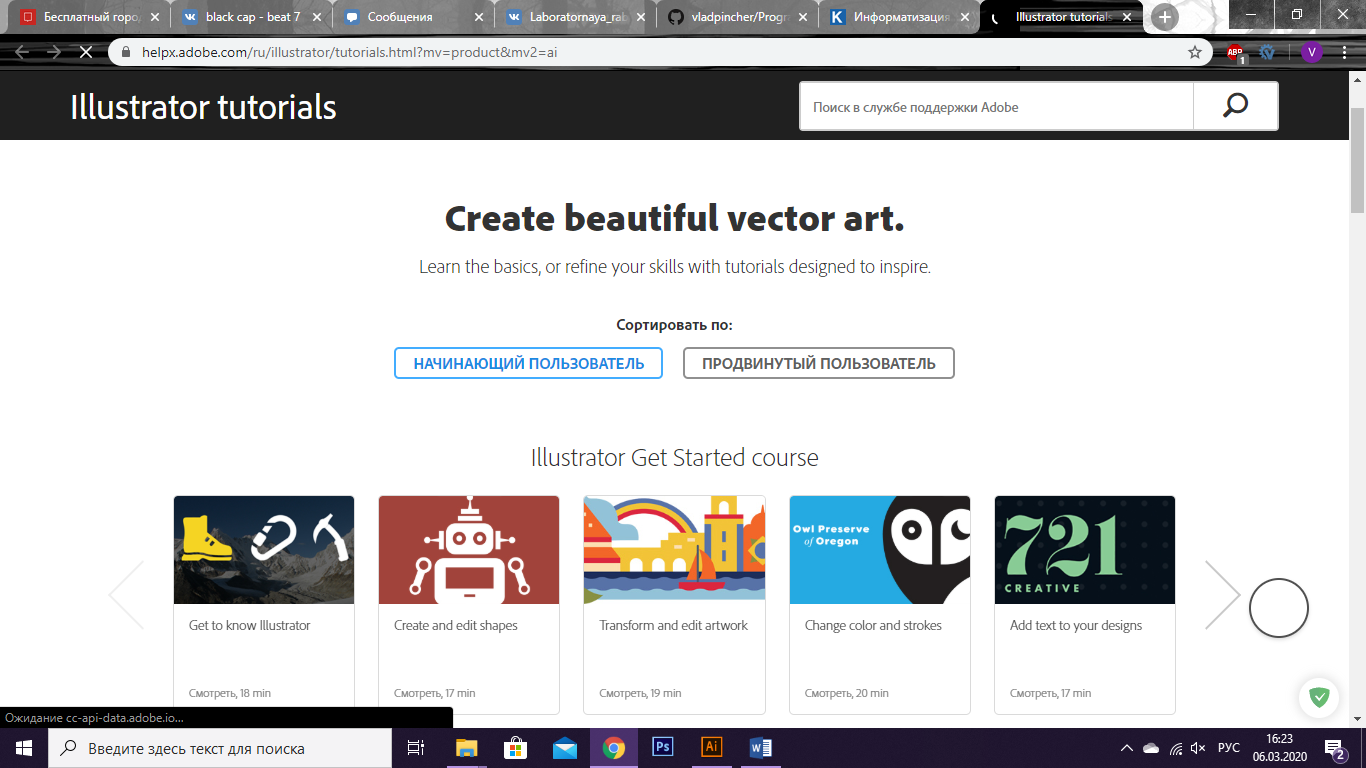 Бесплатный горо
black cap - beat 7
Сообщения
Laboratornaya_rab
vladpincher/Progr
Информатизация
Illustrator tutorials
helpx.adobe.com/ru/illustrator/tutorials.html?mv=product&mv2=ai
ABP
1
V
Illustrator tutorials
Поиск в службе поддержки Adobe
Create beautiful vector art.
Learn the basics, or refine your skills with tutorials designed to inspire.
Сортировать по:
НАЧИНАЮЩИЙ ПОЛЬЗОВАТЕЛЬ
ПРОДВИНУТЫЙ ПОЛЬЗОВАТЕЛЬ
Illustrator Get Started course
Owl Preserve
of Oregon
721
CREATIVE
Get to know Illustrator
Create and edit shapes
Transform and edit artwork
Change color and strokes
Add text to your designs
Смотреть, 18 min
Смотреть, 17 min
Смотреть, 19 min
Смотреть, 20 min
Смотреть, 17 min
Ожидание cc-api-data.adobe.io...
Введите здесь текст для поиска
Ps
Ai
W
РУС
16:23
06.03.2020
2